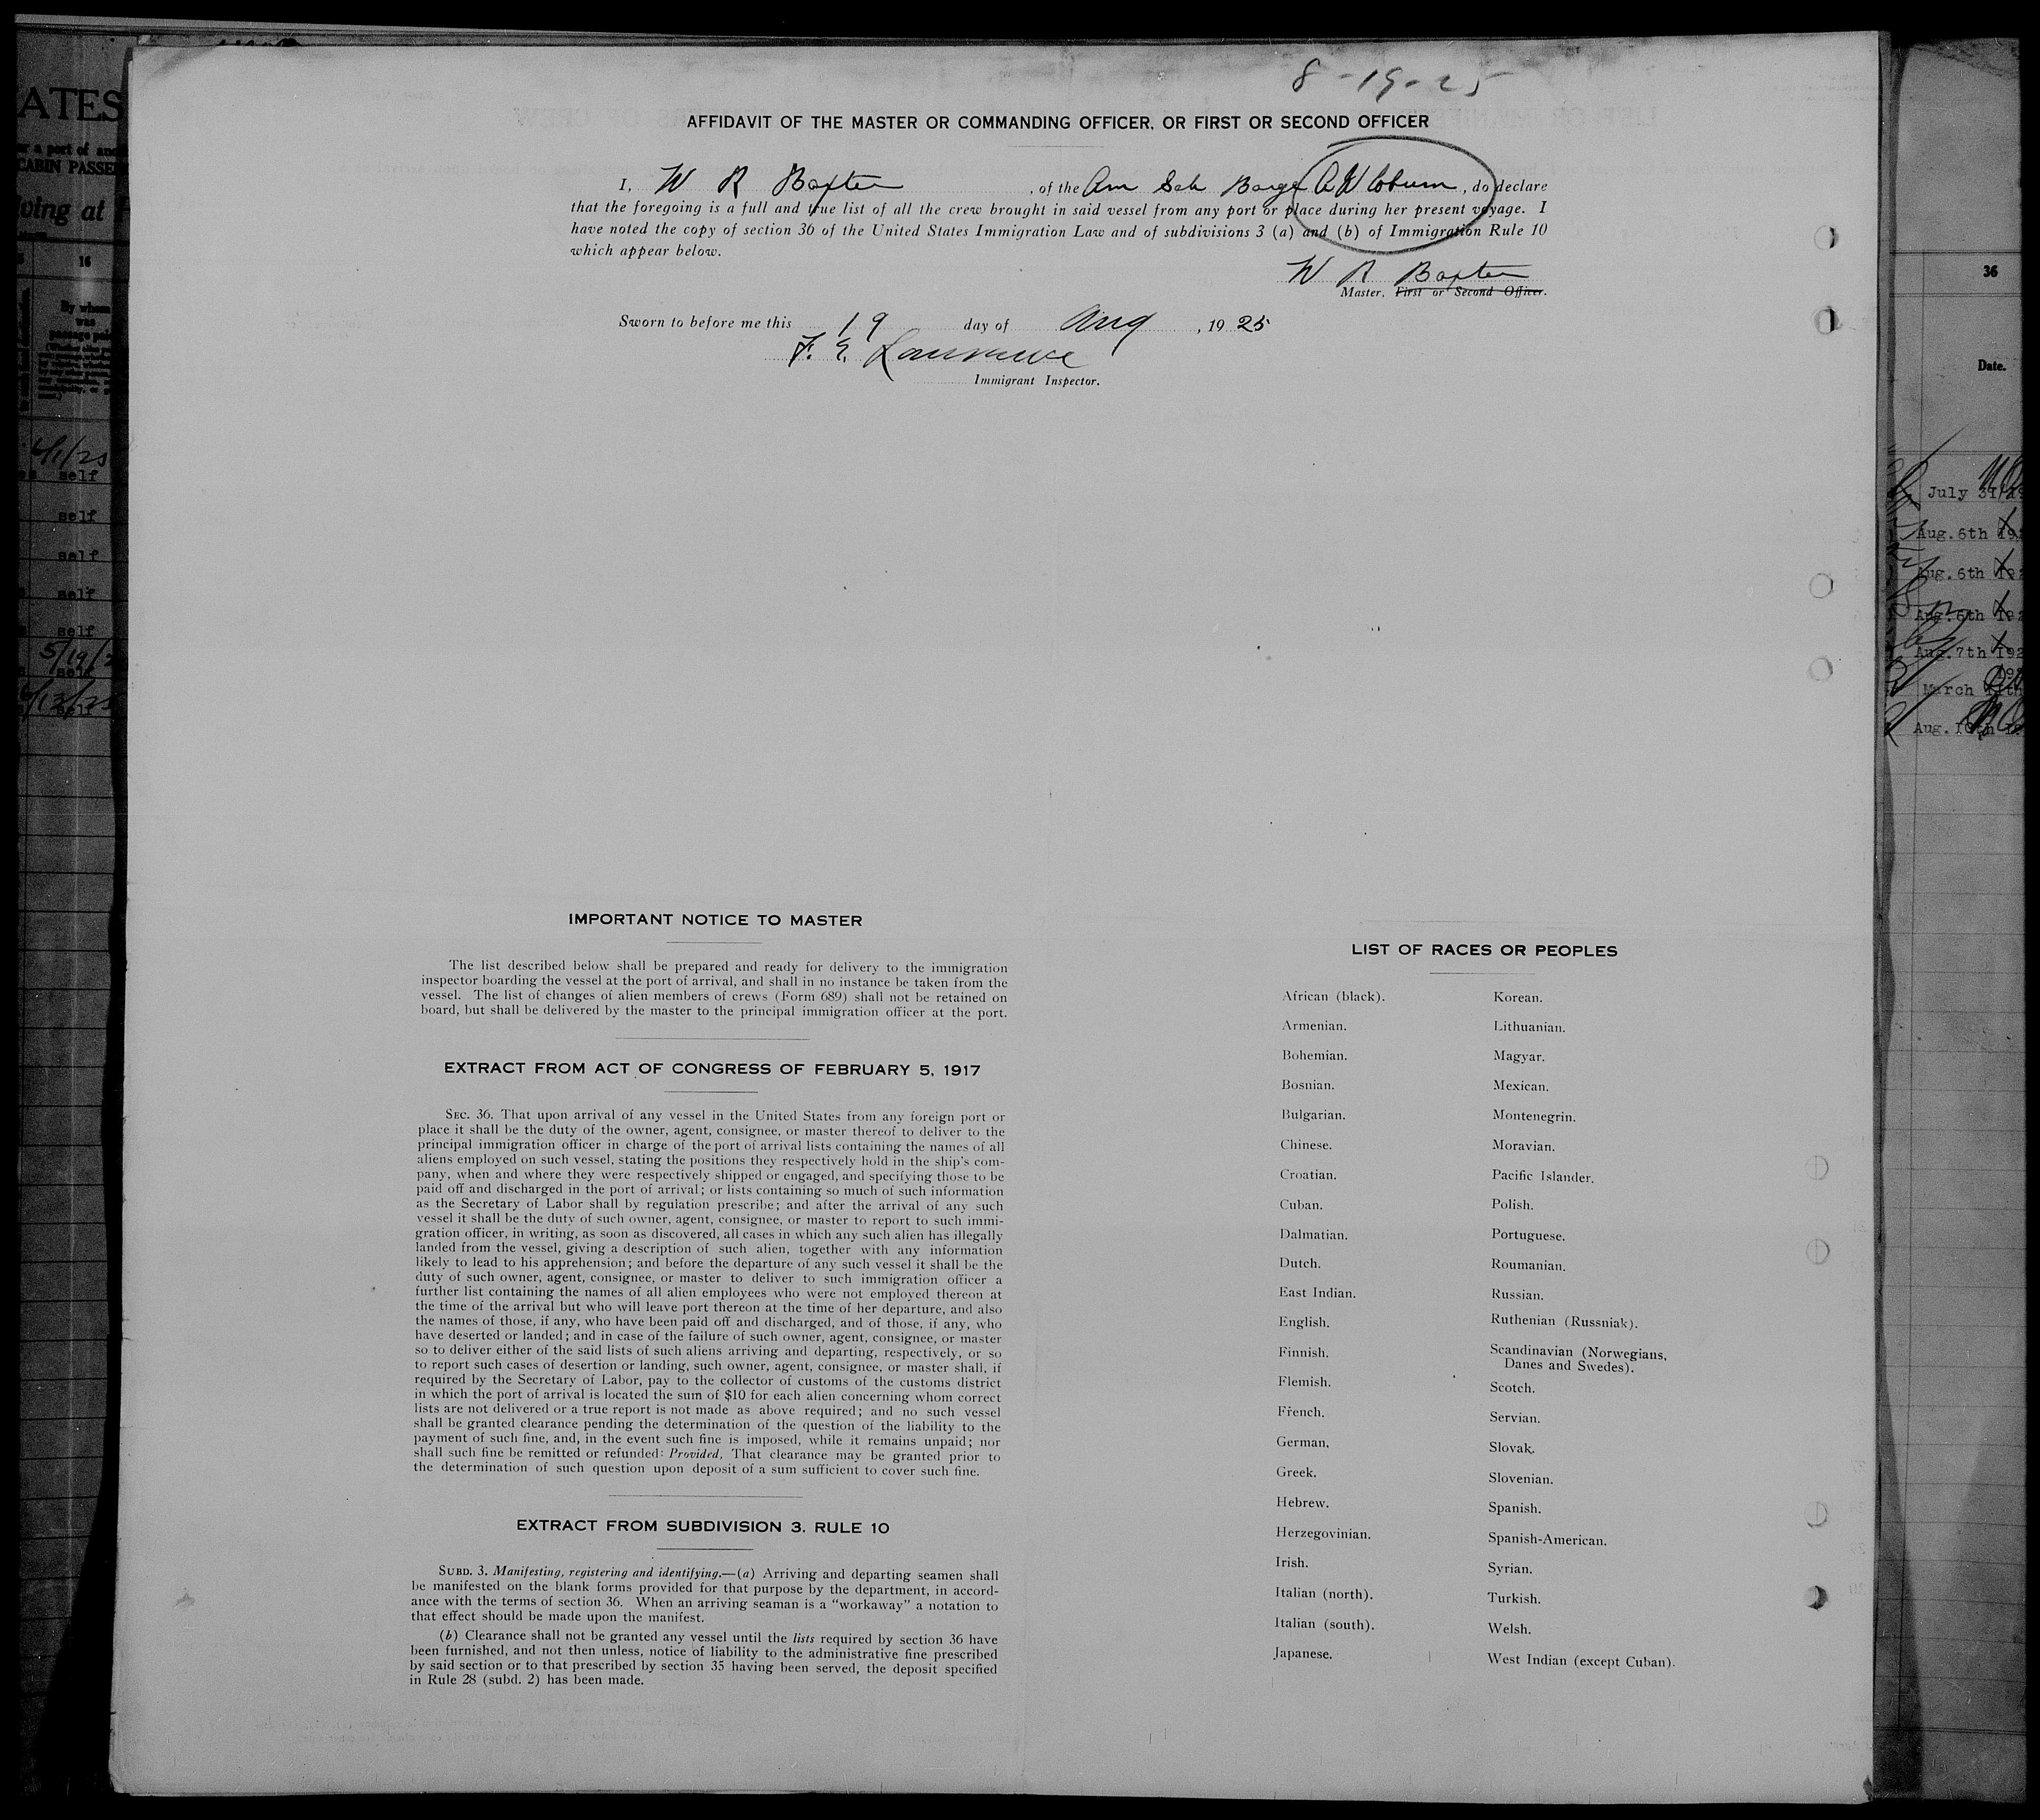 8-19-25
AFFIDAVIT OF THE MASTER OR COMMANDING OFFICER, OR FIRST OR SECOND OFFICER
I, W R Baxter, of the Am Sch Barge A W Coburn, do declare
that the foregoing is a full and true list of all the crew brought in said vessel from any port or place during her present voyage. I
have noted the copy of section 36 of the United States Immigration Law and of subdivisions 3 (a) and (b) of Immigration Rule 10
which appear below.
W R Baxter
Master, First or Second Officer.
Sworn to before me this 19 day of Aug, 1925
F. E. Lawrence
Immigrant Inspector.
IMPORTANT NOTICE TO MASTER
The list described below shall be prepared and ready for delivery to the immigration
inspector boarding the vessel at the port of arrival, and shall in no instance be taken from the
vessel. The list of changes of alien members of crews (Form 689) shall not be retained on
board, but shall be delivered by the master to the principal immigration officer at the port.
EXTRACT FROM ACT OF CONGRESS OF FEBRUARY 5, 1917
SEC. 36. That upon arrival of any vessel in the United States from any foreign port or
place it shall be the duty of the owner, agent, consignee, or master thereof to deliver to the
principal immigration officer in charge of the port of arrival lists containing the names of all
aliens employed on such vessel, stating the positions they respectively hold in the ship's com-
pany, when and where they were respectively shipped or engaged, and specifying those to be
paid off and discharged in the port of arrival; or lists containing so much of such information
as the Secretary of Labor shall by regulation prescribe; and after the arrival of any such
vessel it shall be the duty of such owner, agent, consignee, or master to report to such immi-
gration officer, in writing, as soon as discovered, all cases in which any such alien has illegally
landed from the vessel, giving a description of such alien, together with any information
likely to lead to his apprehension; and before the departure of any such vessel it shall be the
duty of such owner, agent, consignee, or master to deliver to such immigration officer a
further list containing the names of all alien employees who were not employed thereon at
the time of the arrival but who will leave port thereon at the time of her departure, and also
the names of those, if any, who have been paid off and discharged, and of those, if any, who
have deserted or landed; and in case of the failure of such owner, agent, consignee, or master
so to deliver either of the said lists of such aliens arriving and departing, respectively, or so
to report such cases of desertion or landing, such owner, agent, consignee, or master shall, if
required by the Secretary of Labor, pay to the collector of customs of the customs district
in which the port of arrival is located the sum of $10 for each alien concerning whom correct
lists are not delivered or a true report is not made as above required; and no such vessel
shall be granted clearance pending the determination of the question of the liability to the
payment of such fine, and, in the event such fine is imposed, while it remains unpaid; nor
shall such fine be remitted or refunded: Provided, That clearance may be granted prior to
the determination of such question upon deposit of a sum sufficient to cover such fine.
EXTRACT FROM SUBDIVISION 3, RULE 10
SUBD. 3. Manifesting, registering and identifying.—(a) Arriving and departing seamen shall
be manifested on the blank forms provided for that purpose by the department, in accord-
ance with the terms of section 36. When an arriving seaman is a "workaway" a notation to
that effect should be made upon the manifest.
(b) Clearance shall not be granted any vessel until the lists required by section 36 have
been furnished, and not then unless, notice of liability to the administrative fine prescribed
by said section or to that prescribed by section 35 having been served, the deposit specified
in Rule 28 (subd. 2) has been made.
LIST OF RACES OR PEOPLES
African (black).
Armenian.
Bohemian.
Bosnian.
Bulgarian.
Chinese.
Croatian.
Cuban.
Dalmatian.
Dutch.
East Indian.
English.
Finnish.
Flemish.
French.
German.
Greek.
Hebrew.
Herzegovinian.
Irish.
Italian (north).
Italian (south).
Japanese.
Korean.
Lithuanian.
Magyar.
Mexican.
Montenegrin.
Moravian.
Pacific Islander.
Polish.
Portuguese.
Roumanian.
Russian.
Ruthenian (Russniak).
Scandinavian (Norwegians,
Danes and Swedes).
Scotch.
Servian.
Slovak.
Slovenian.
Spanish.
Spanish-American.
Syrian.
Turkish.
Welsh.
West Indian (except Cuban).
ATES
CABIN PASSE
16
By whom
was
self
self
self
self
self
self
self
36
Date.
July 31
Aug. 6th
Aug. 6th
Aug. 6th
Aug. 7th
March 11th